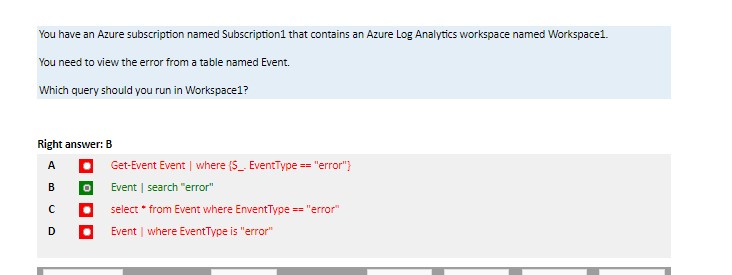 You have an Azure subscription named Subscription1 that contains an Azure Log Analytics workspace named Workspace1.
You need to view the error from a table named Event.
Which query should you run in Workspace1?
Right answer: B
A Get-Event Event | where {$_. EventType == "error"}
B Event | search "error"
C select * from Event where EnventType == "error"
D Event | where EventType is "error"